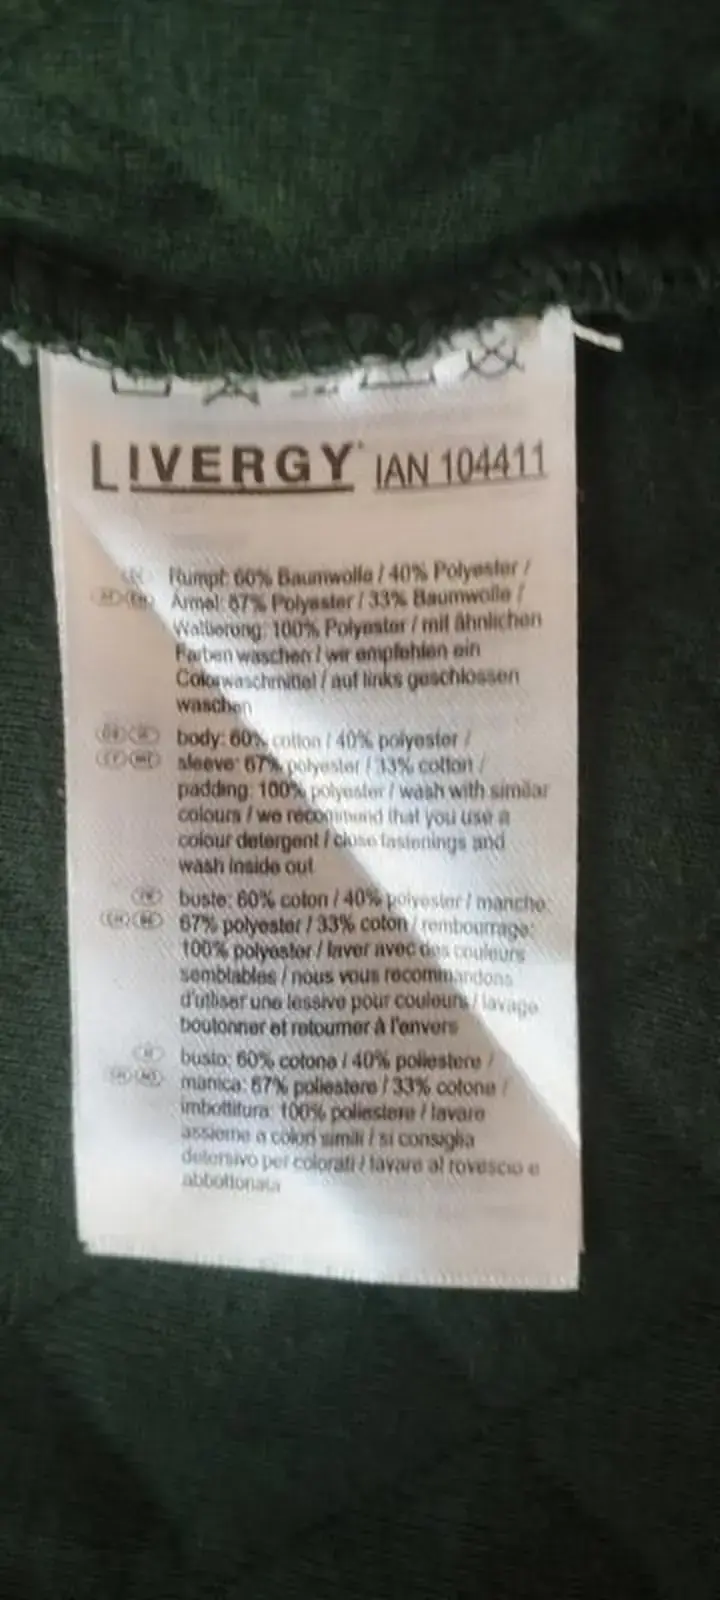 LIVERGY® IAN 104411
Rumpf: 60% Baumwolle / 40% Polyester /
Ärmel: 67% Polyester / 33% Baumwolle /
Wattierung: 100% Polyester / mit ähnlichen
Farben waschen / wir empfehlen ein
Colorwaschmittel / auf links geschlossen
waschen
body: 60% cotton / 40% polyester /
sleeve: 67% polyester / 33% cotton /
padding: 100% polyester / wash with similar
colours / we recommend that you use a
colour detergent / close fastenings and
wash inside out
FR buste: 60% coton / 40% polyester / manche:
CH BE 67% polyester / 33% coton / rembourrage:
100% polyester / laver avec des couleurs
semblables / nous vous recommandons
d'utiliser une lessive pour couleurs / lavage
boutonner et retourner à l'envers
IT busto: 60% cotone / 40% poliestere /
manica: 67% poliestere / 33% cotone /
imbottitura: 100% poliestere / lavare
assieme a colori simili / si consiglia
detersivo per colorati / lavare al rovescio e
abbottonata